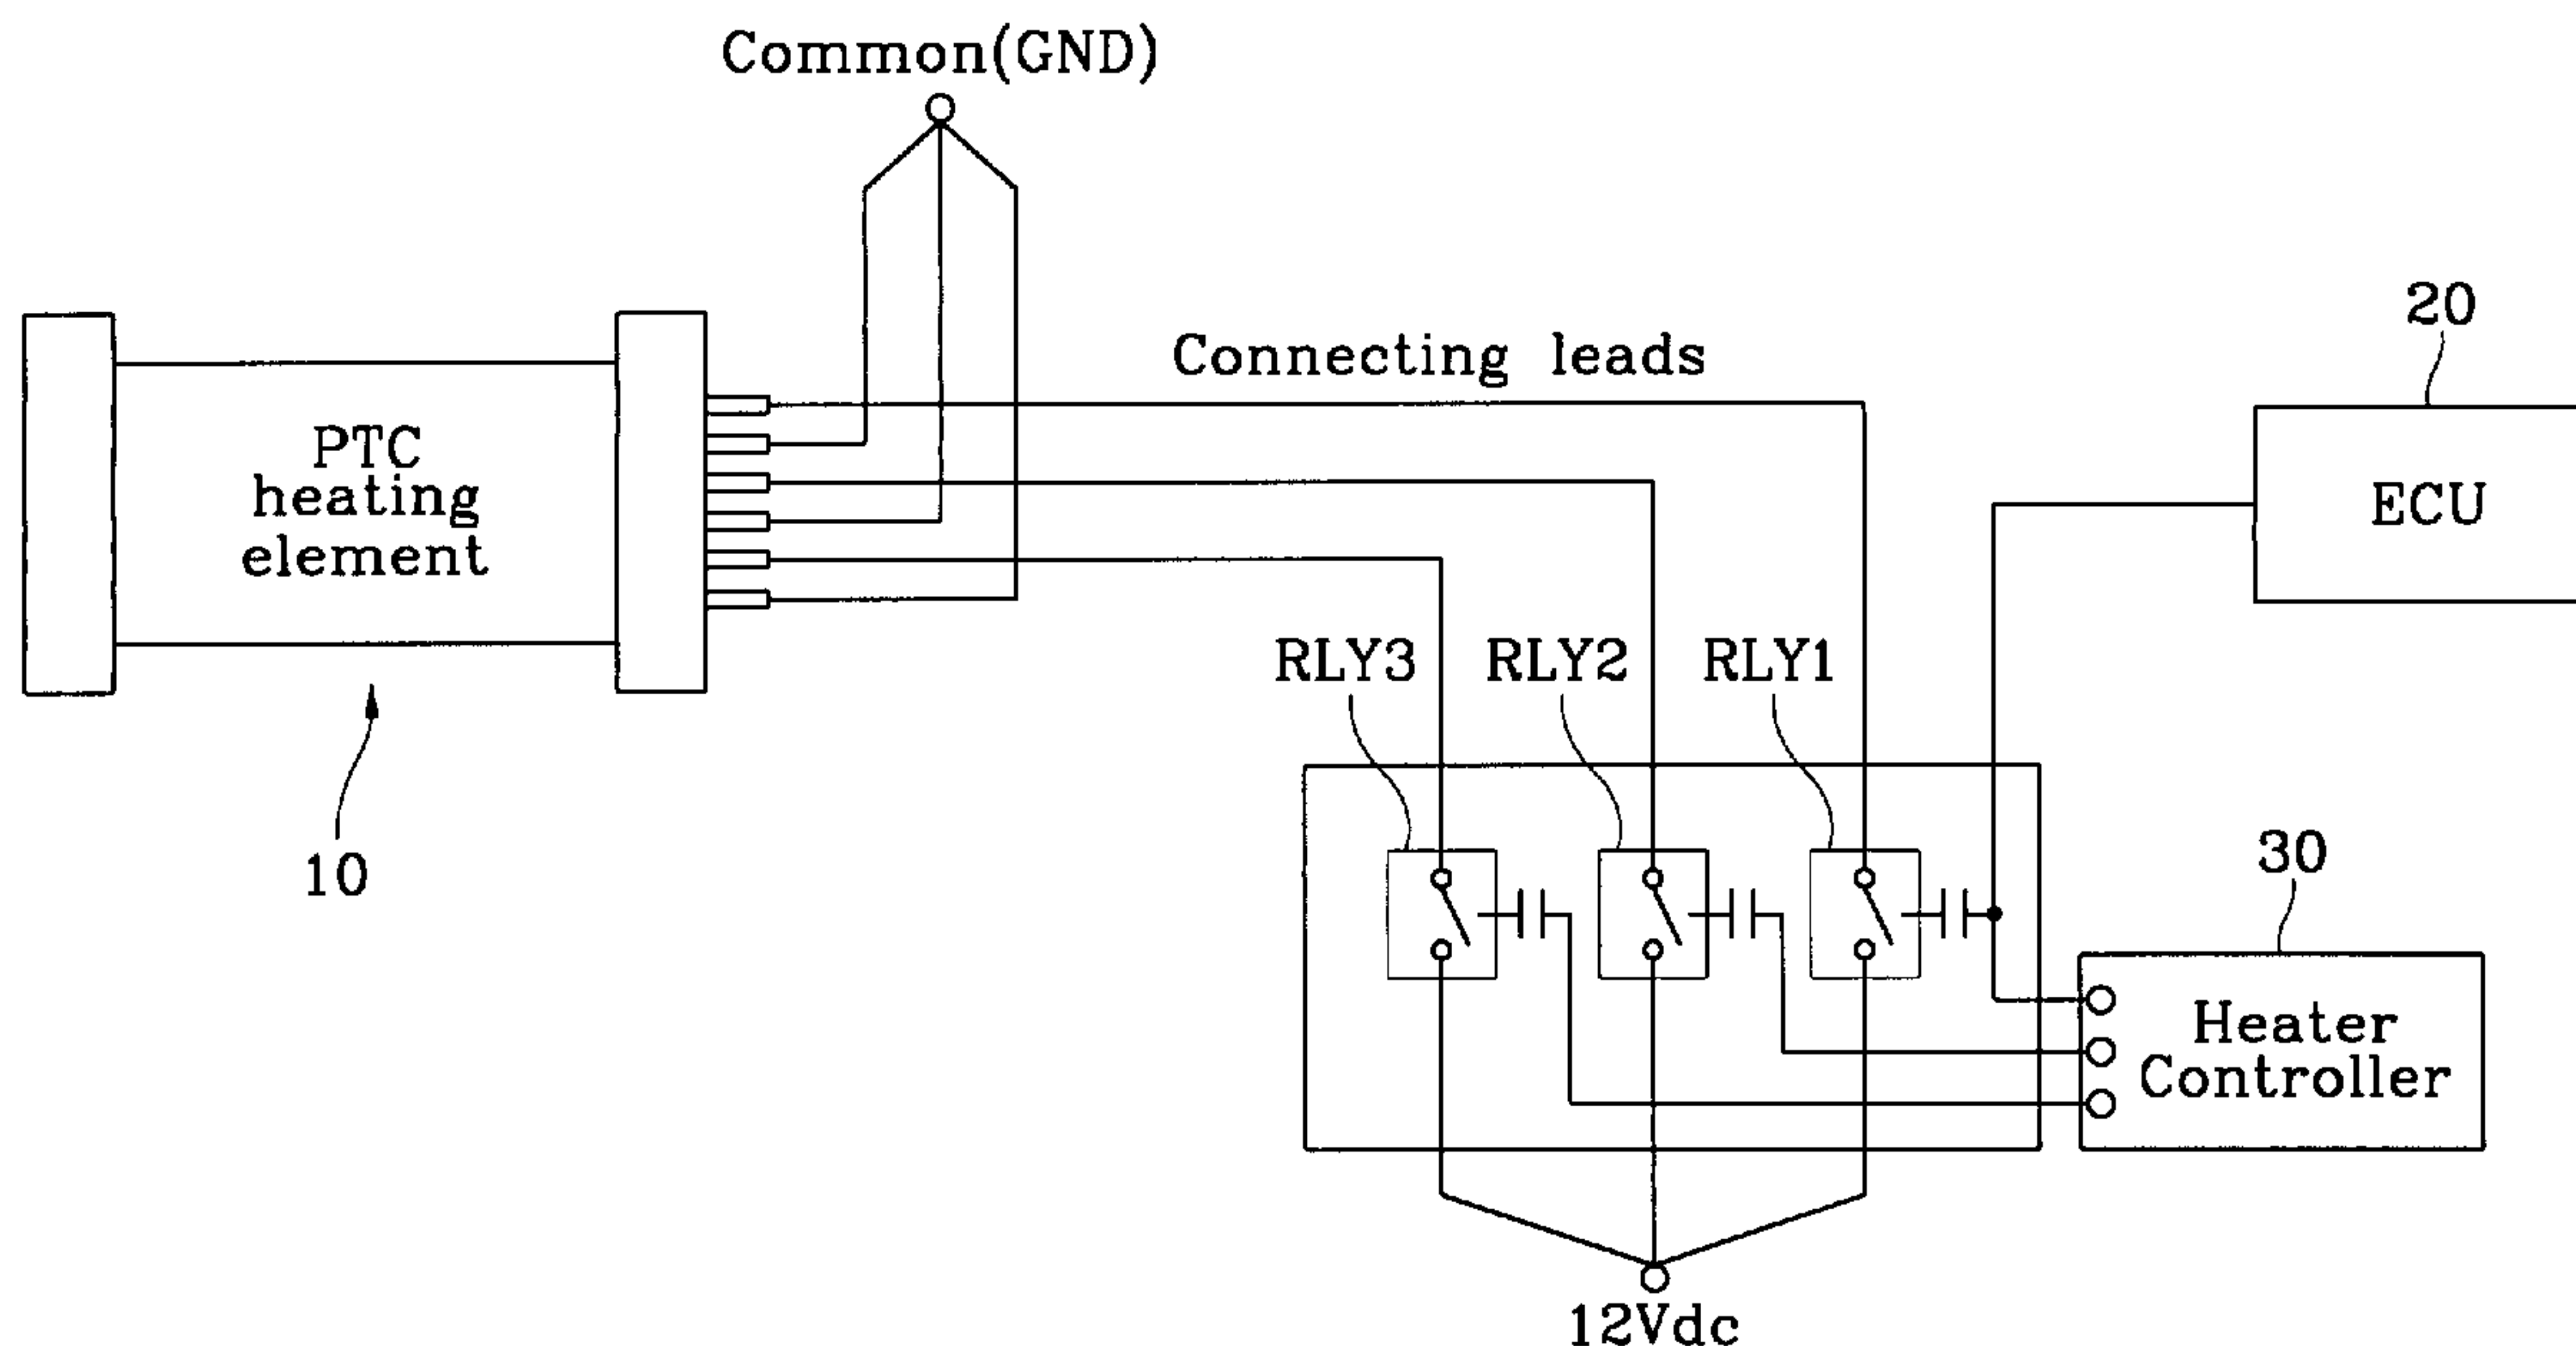 Common(GND)
Connecting leads
20
PTC
heating
element
ECU
RLY3
RLY2
RLY1
10
30
Heater
Controller
12Vdc